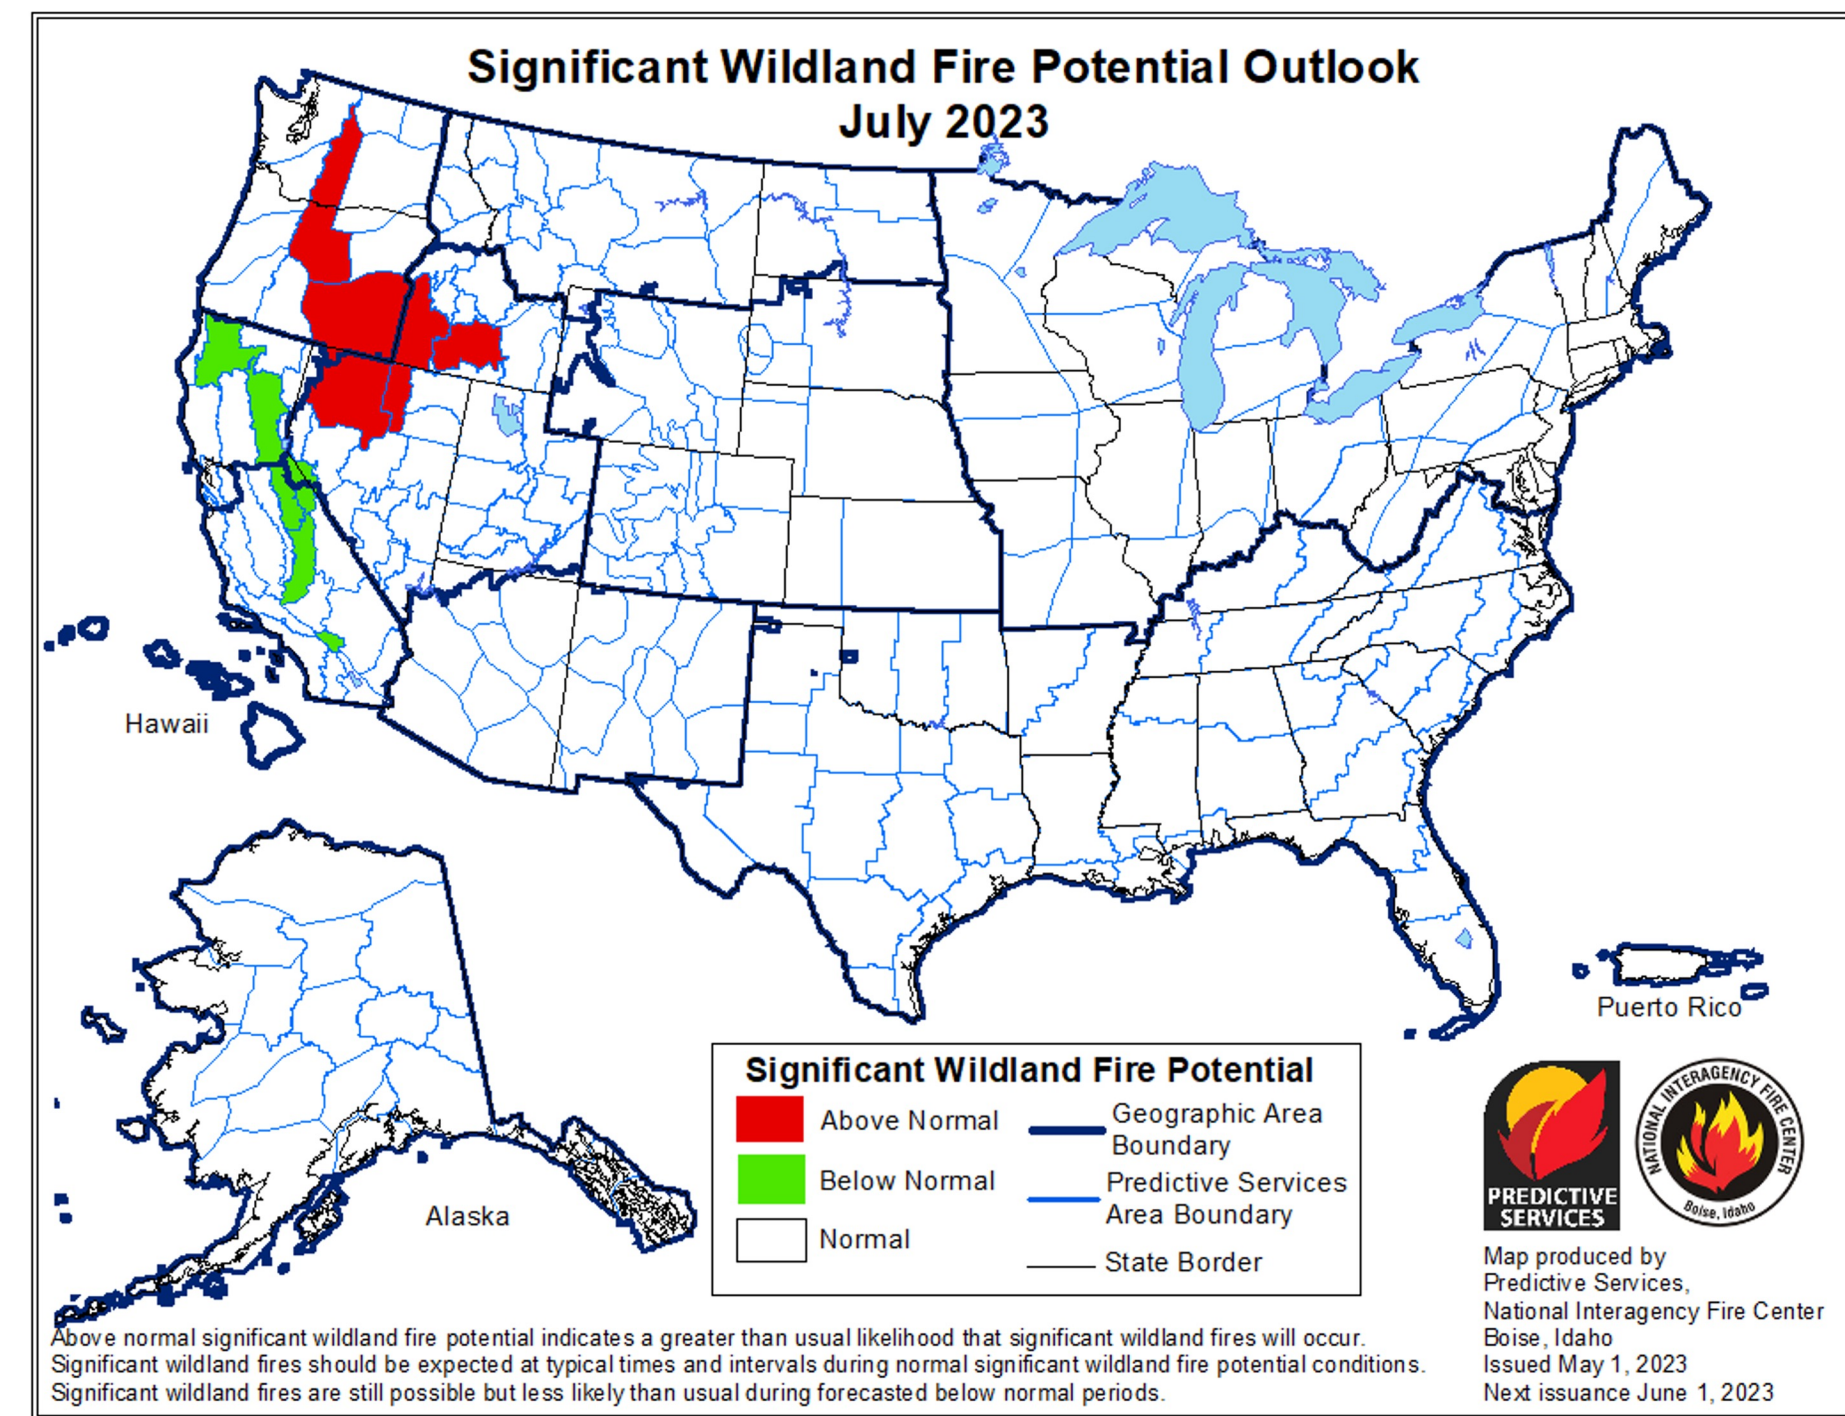 Significant Wildland Fire Potential Outlook
July 2023
Hawaii
Alaska
Puerto Rico
Significant Wildland Fire Potential
Above Normal
Below Normal
Normal
Geographic Area
Boundary
Predictive Services
Area Boundary
State Border
PREDICTIVE
SERVICES
NATIONAL INTERAGENCY FIRE CENTER
Boise, Idaho
Map produced by
Predictive Services,
National Interagency Fire Center
Boise, Idaho
Issued May 1, 2023
Next issuance June 1, 2023
Above normal significant wildland fire potential indicates a greater than usual likelihood that significant wildland fires will occur.
Significant wildland fires should be expected at typical times and intervals during normal significant wildland fire potential conditions.
Significant wildland fires are still possible but less likely than usual during forecasted below normal periods.